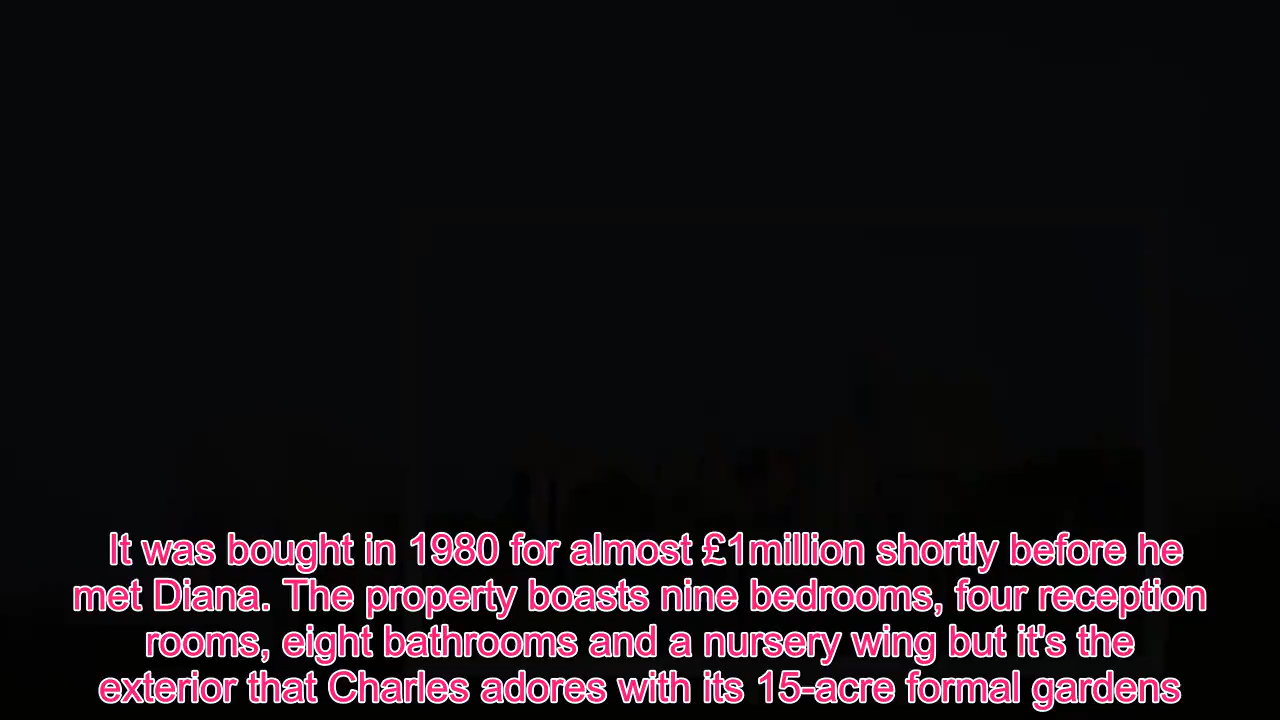 It was bought in 1980 for almost £1million shortly before he
met Diana. The property boasts nine bedrooms, four reception
rooms, eight bathrooms and a nursery wing but it's the
exterior that Charles adores with its 15-acre formal gardens